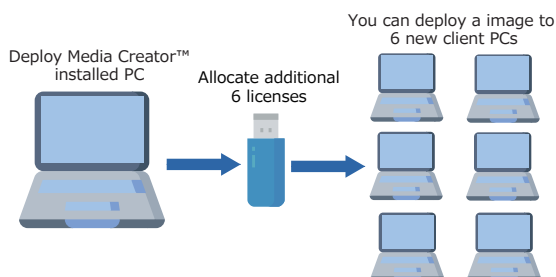 Deploy Media Creator™
installed PC
Allocate additional
6 licenses
You can deploy a image to
6 new client PCs